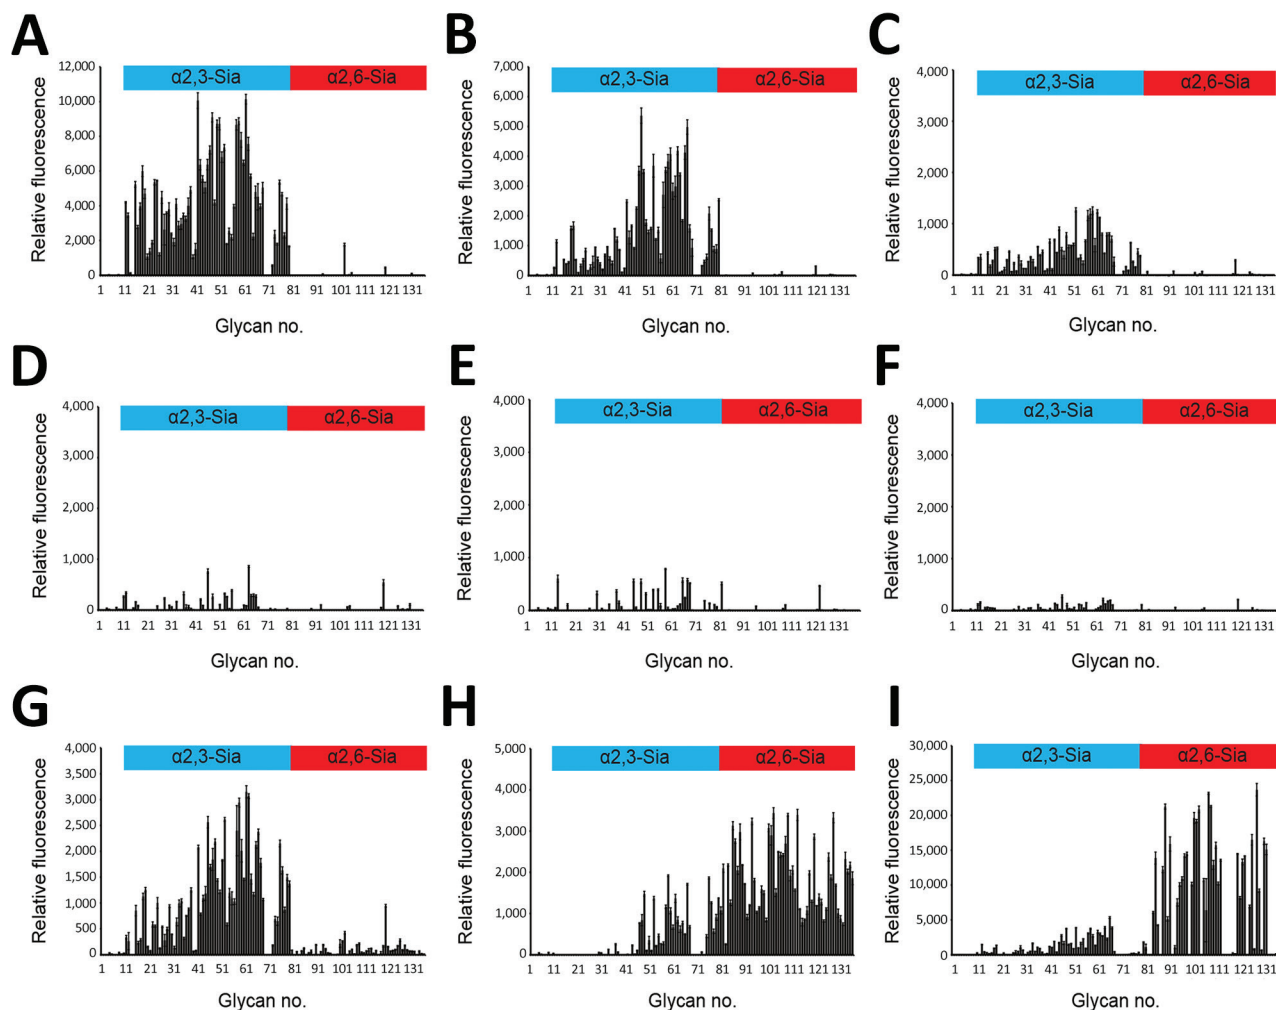 A
α2,3-Sia α2,6-Sia
Relative fluorescence
12,000
10,000
8,000
6,000
4,000
2,000
0
1 11 21 31 41 51 61 71 81 91 101 111 121 131
Glycan no.
B
α2,3-Sia α2,6-Sia
Relative fluorescence
7,000
6,000
5,000
4,000
3,000
2,000
1,000
0
1 11 21 31 41 51 61 71 81 91 101 111 121 131
Glycan no.
C
α2,3-Sia α2,6-Sia
Relative fluorescence
4,000
3,000
2,000
1,000
0
1 11 21 31 41 51 61 71 81 91 101 111 121 131
Glycan no.
D
α2,3-Sia α2,6-Sia
Relative fluorescence
4,000
3,000
2,000
1,000
0
1 11 21 31 41 51 61 71 81 91 101 111 121 131
Glycan no.
E
α2,3-Sia α2,6-Sia
Relative fluorescence
4,000
3,000
2,000
1,000
0
1 11 21 31 41 51 61 71 81 91 101 111 121 131
Glycan no.
F
α2,3-Sia α2,6-Sia
Relative fluorescence
4,000
3,000
2,000
1,000
0
1 11 21 31 41 51 61 71 81 91 101 111 121 131
Glycan no.
G
α2,3-Sia α2,6-Sia
Relative fluorescence
4,000
3,500
3,000
2,500
2,000
1,500
1,000
500
0
1 11 21 31 41 51 61 71 81 91 101 111 121 131
Glycan no.
H
α2,3-Sia α2,6-Sia
Relative fluorescence
5,000
4,000
3,000
2,000
1,000
0
1 11 21 31 41 51 61 71 81 91 101 111 121 131
Glycan no.
I
α2,3-Sia α2,6-Sia
Relative fluorescence
30,000
25,000
20,000
15,000
10,000
5,000
0
1 11 21 31 41 51 61 71 81 91 101 111 121 131
Glycan no.